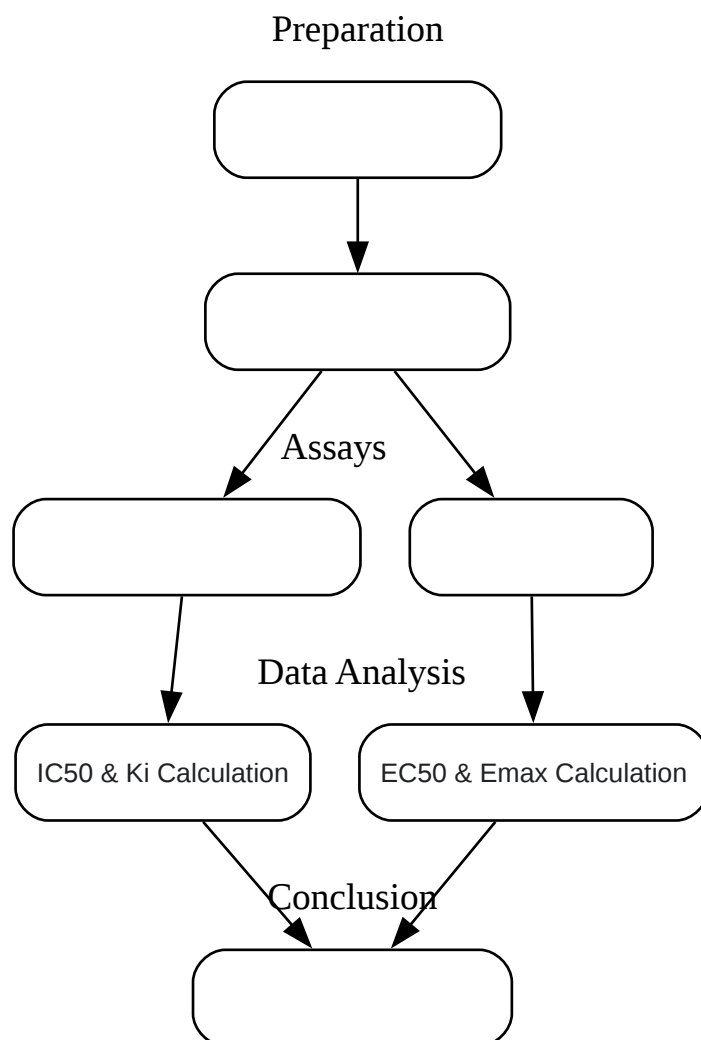 Preparation
Assays
Data Analysis
IC50 & Ki Calculation
EC50 & Emax Calculation
Conclusion